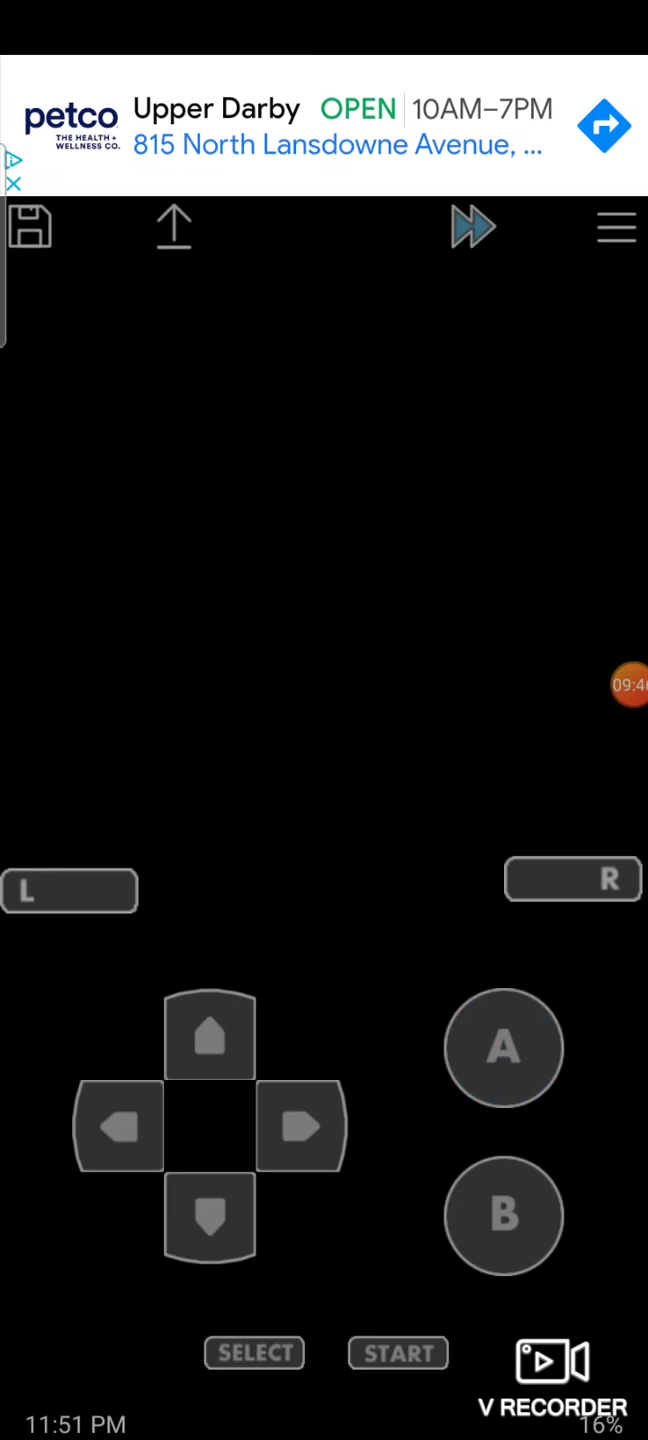 petco
THE HEALTH +
WELLNESS CO.
Upper Darby OPEN 10AM–7PM
815 North Lansdowne Avenue, ...
09:46
L
R
A
B
SELECT
START
V RECORDER
11:51 PM
16%